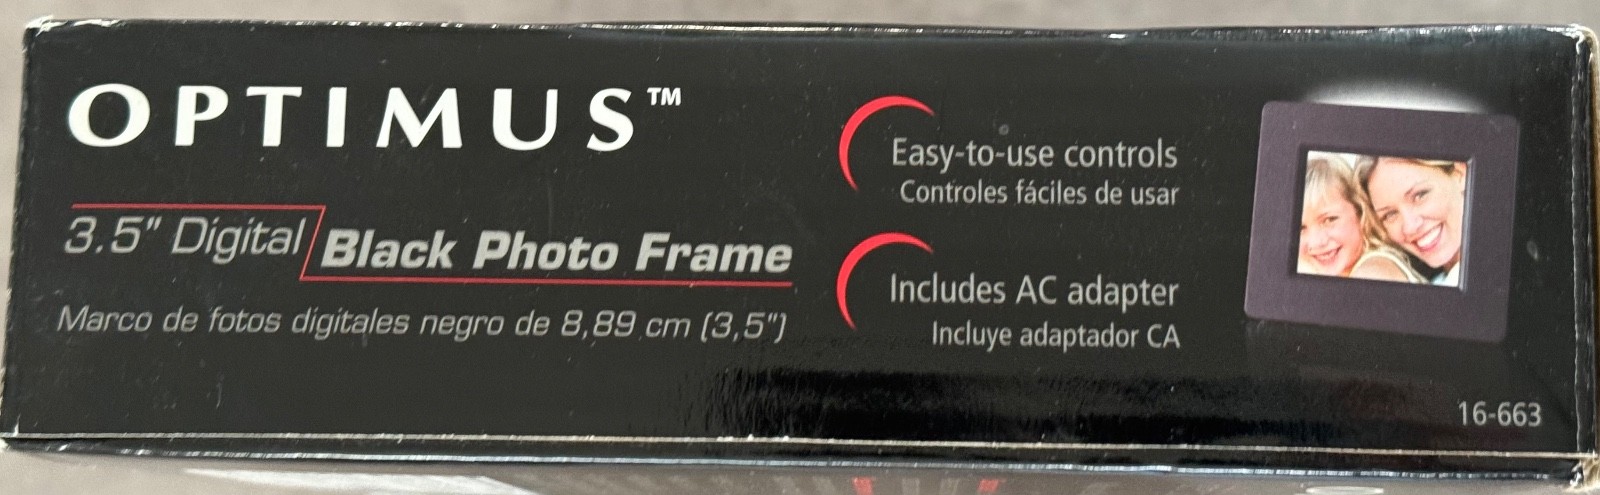 OPTIMUS™
3.5" Digital Black Photo Frame
Marco de fotos digitales negro de 8,89 cm (3,5")
Easy-to-use controls
Controles fáciles de usar
Includes AC adapter
Incluye adaptador CA
16-663